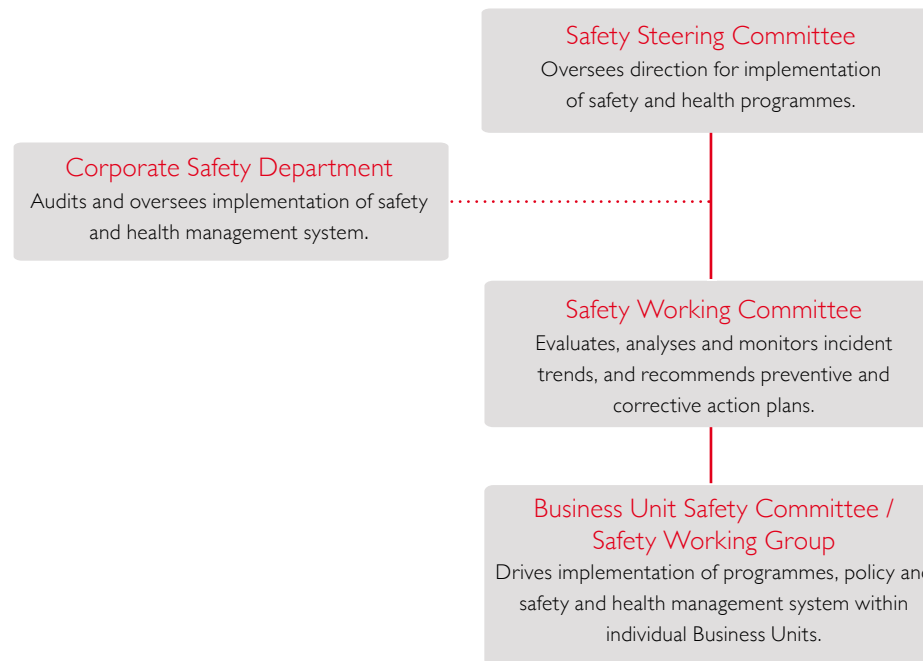 Safety Steering Committee
Oversees direction for implementation
of safety and health programmes.
Corporate Safety Department
Audits and oversees implementation of safety
and health management system.
Safety Working Committee
Evaluates, analyses and monitors incident
trends, and recommends preventive and
corrective action plans.
Business Unit Safety Committee /
Safety Working Group
Drives implementation of programmes, policy and
safety and health management system within
individual Business Units.